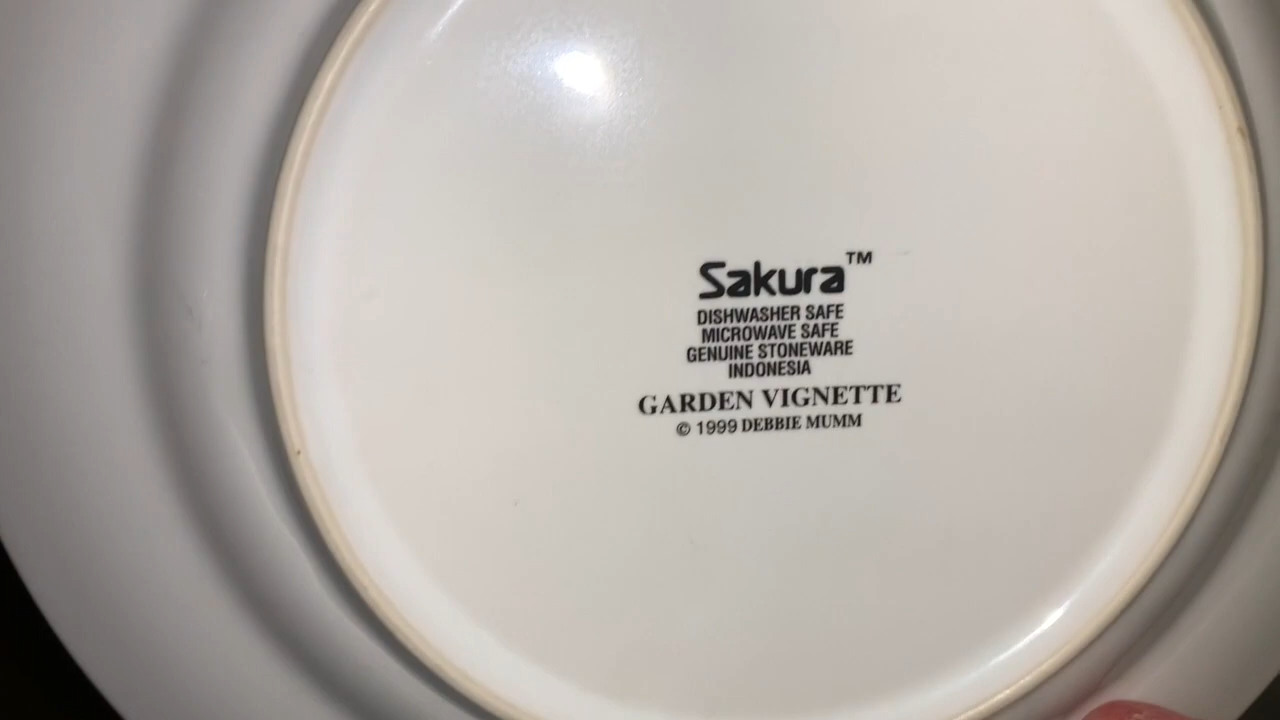 Sakura™
DISHWASHER SAFE
MICROWAVE SAFE
GENUINE STONEWARE
INDONESIA
GARDEN VIGNETTE
© 1999 DEBBIE MUMM